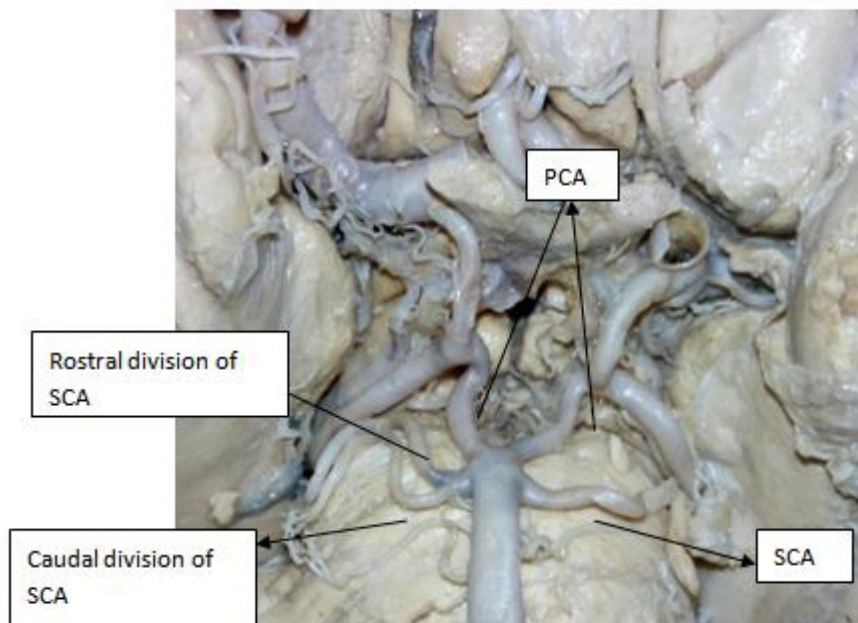 PCA
Rostral division of
SCA
Caudal division of
SCA
SCA